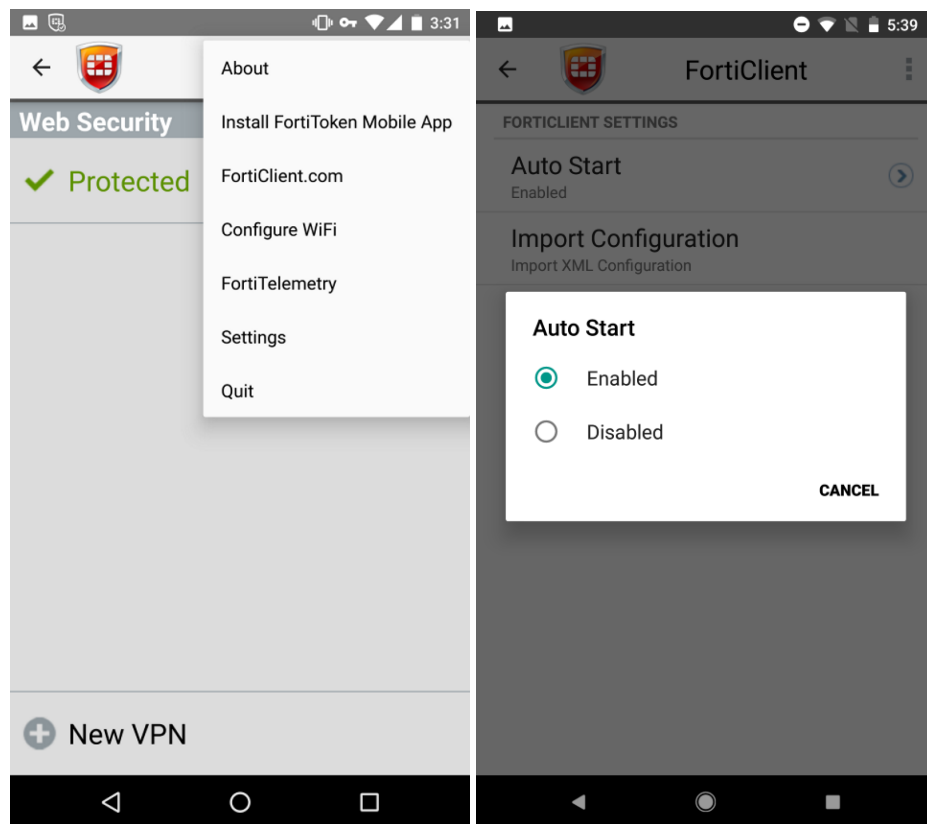 3:31
About
Web Security
Install FortiToken Mobile App
Protected
FortiClient.com
Configure WiFi
FortiTelemetry
Settings
Quit
New VPN
5:39
FortiClient
FORTICLIENT SETTINGS
Auto Start
Enabled
Import Configuration
Import XML Configuration
Auto Start
Enabled
Disabled
CANCEL